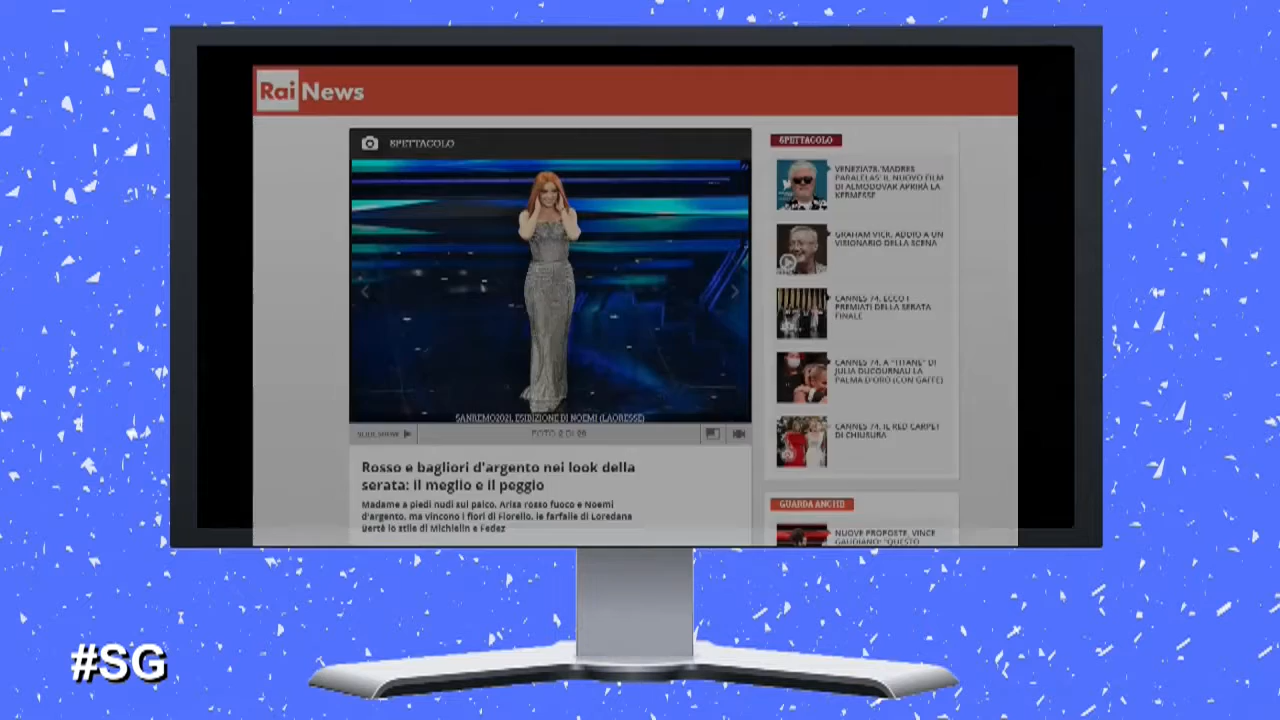 Rai News
SPETTACOLO
SANREMO2021, ESIBIZIONE DI NOEMI (LAPRESSE)
SLIDESHOW
FOTO 2 DI 29
Rosso e bagliori d'argento nei look della
serata: il meglio e il peggio
Madame a piedi nudi sul palco, Arisa rosso fuoco e Noemi
d'argento, ma vincono i fiori di Fiorello, le farfalle di Loredana
Bertè lo stile di Michielin e Fedez
SPETTACOLO
VENEZIA78.'MADRES
PARALELAS' IL NUOVO FILM
DI ALMODOVAR APRIRÀ LA
KERMESSE
GRAHAM VICK, ADDIO A UN
VISIONARIO DELLA SCENA
CANNES 74, ECCO I
PREMIATI DELLA SERATA
FINALE
CANNES 74, A "TITANE" DI
JULIA DUCOURNAU LA
PALMA D'ORO (CON GAFFE)
CANNES 74, IL RED CARPET
DI CHIUSURA
GUARDA ANCHE
NUOVE PROPOSTE, VINCE
GAUDIANO: "QUESTO
#SG